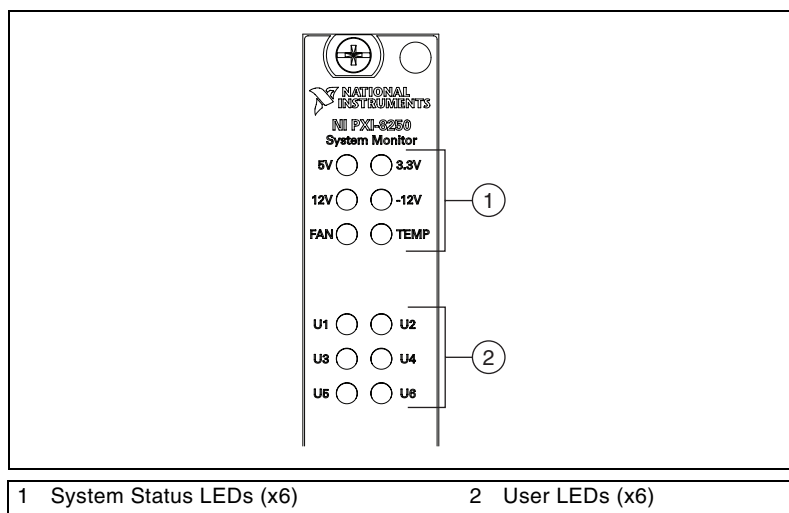 NATIONAL
INSTRUMENTS
NI PXI-8250
System Monitor
5V 3.3V
12V -12V
FAN TEMP
1
U1 U2
U3 U4
U5 U6
2
1 System Status LEDs (x6) 2 User LEDs (x6)